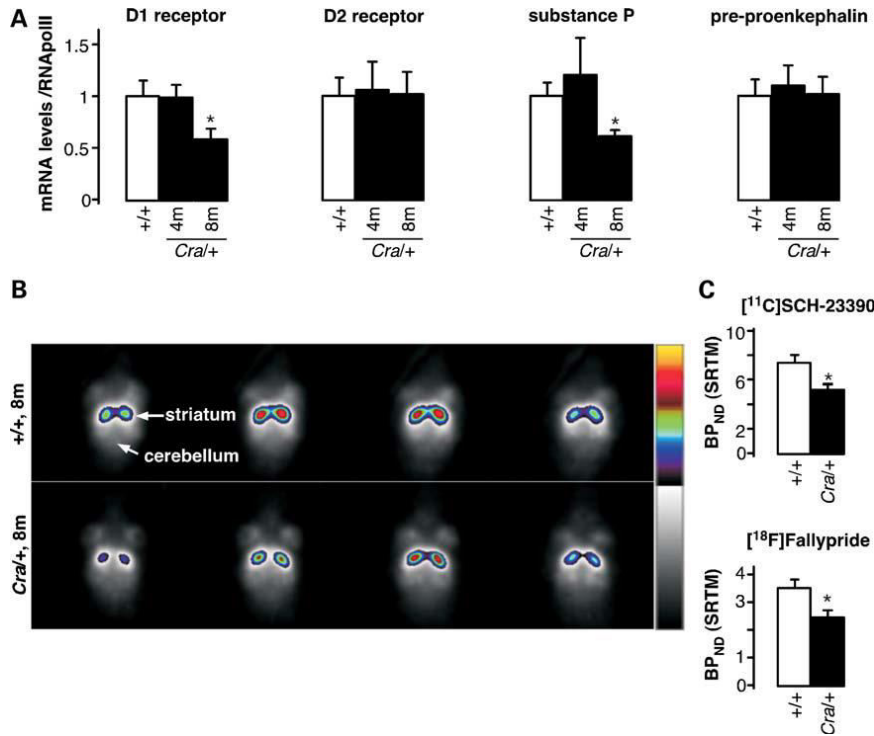 A
D1 receptor
D2 receptor
substance P
pre-proenkephalin
mRNA levels /RNApolII
1.5
1
0.5
0
*
*
+/+
4m
8m
Cra/+
+/+
4m
8m
Cra/+
+/+
4m
8m
Cra/+
+/+
4m
8m
Cra/+
B
+/+, 8m
striatum
cerebellum
Cra/+, 8m
C
[¹¹C]SCH-23390
BPND (SRTM)
10
6
3
0
*
+/+
Cra/+
[¹⁸F]Fallypride
BPND (SRTM)
4
3
1
0
*
+/+
Cra/+